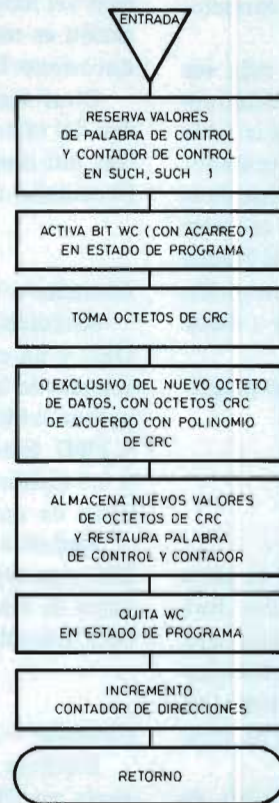 ENTRADA
RESERVA VALORES
DE PALABRA DE CONTROL
Y CONTADOR DE CONTROL
EN SUCH, SUCH 1
ACTIVA BIT WC (CON ACARREO)
EN ESTADO DE PROGRAMA
TOMA OCTETOS DE CRC
O EXCLUSIVO DEL NUEVO OCTETO
DE DATOS, CON OCTETOS CRC
DE ACUERDO CON POLINOMIO
DE CRC
ALMACENA NUEVOS VALORES
DE OCTETOS DE CRC
Y RESTAURA PALABRA
DE CONTROL Y CONTADOR
QUITA WC
EN ESTADO DE PROGRAMA
INCREMENTO
CONTADOR DE DIRECCIONES
RETORNO